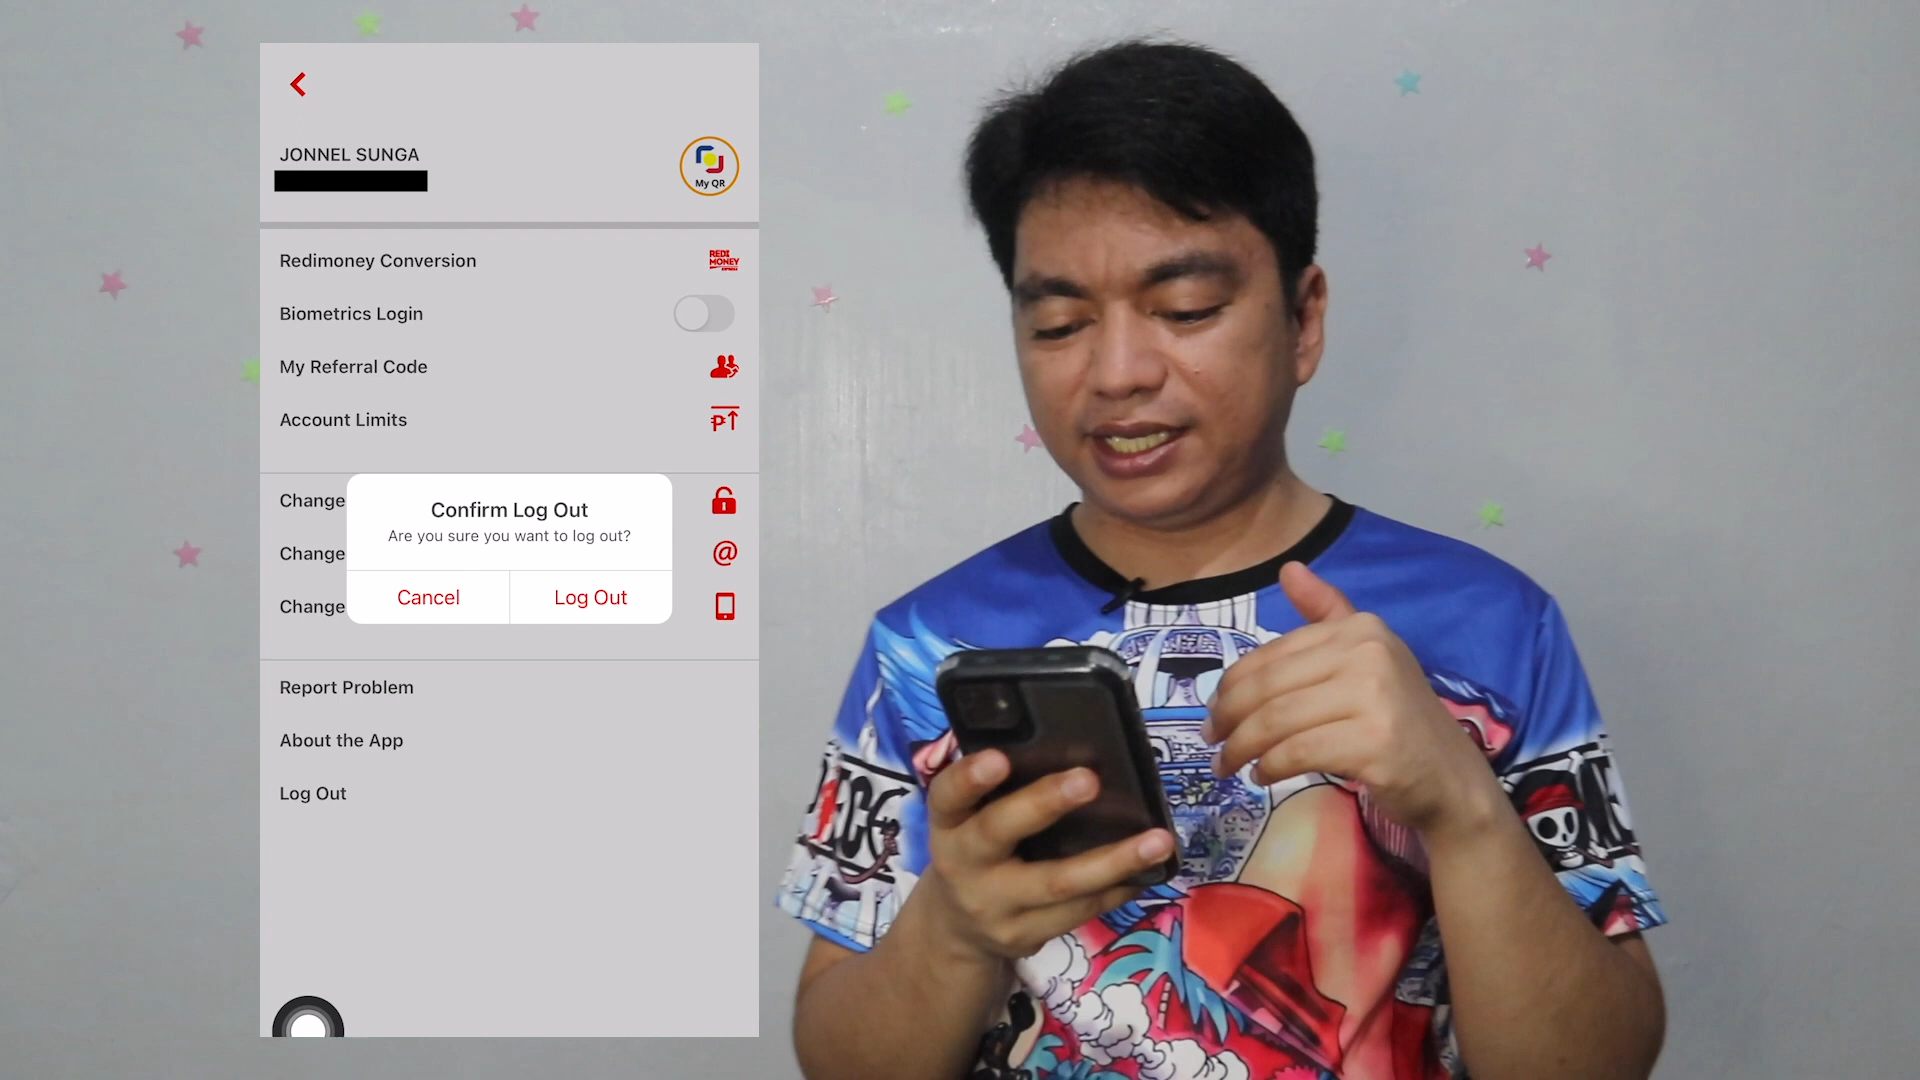 JONNEL SUNGA
My QR
Redimoney Conversion
REDI
MONEY
EXPRESS
Biometrics Login
My Referral Code
Account Limits
Change
Confirm Log Out
Are you sure you want to log out?
Change
@
Cancel
Log Out
Change
Report Problem
About the App
Log Out